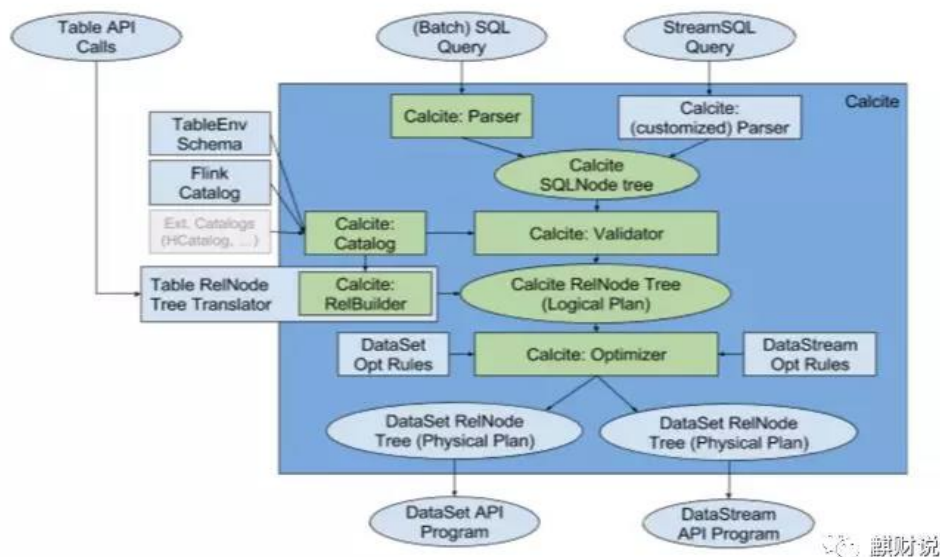 Table API
Calls
(Batch) SQL
Query
StreamSQL
Query
Calcite
Calcite: Parser
Calcite:
(customized) Parser
TableEnv
Schema
Calcite
SQLNode tree
Flink
Catalog
Ext. Catalogs
(HCatalog, ...)
Calcite:
Catalog
Calcite: Validator
Table RelNode
Tree Translator
Calcite:
RelBuilder
Calcite RelNode Tree
(Logical Plan)
DataSet
Opt Rules
Calcite: Optimizer
DataStream
Opt Rules
DataSet RelNode
Tree (Physical Plan)
DataSet RelNode
Tree (Physical Plan)
DataSet API
Program
DataStream
API Program
麒财说